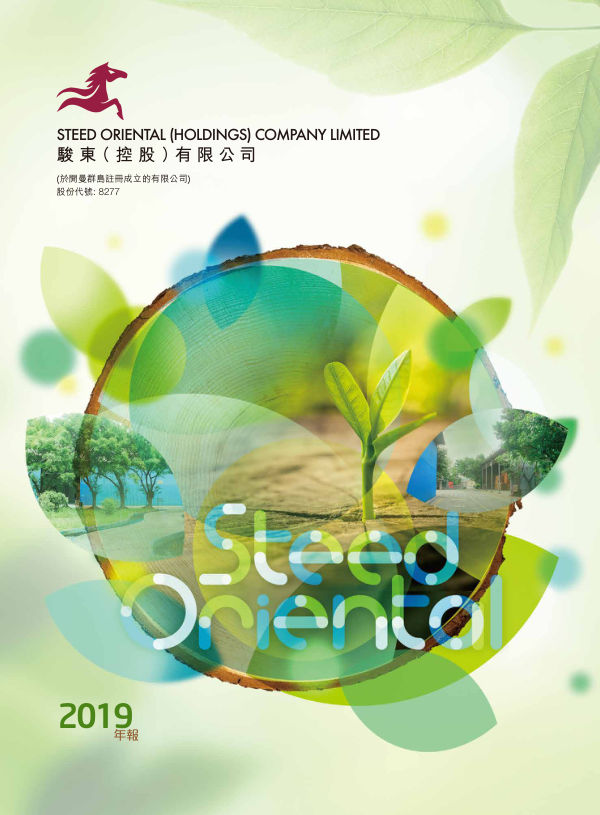 STEED ORIENTAL (HOLDINGS) COMPANY LIMITED
駿東(控股)有限公司
(於開曼群島註冊成立的有限公司)
股份代號: 8277
Steed
Oriental
2019
年報